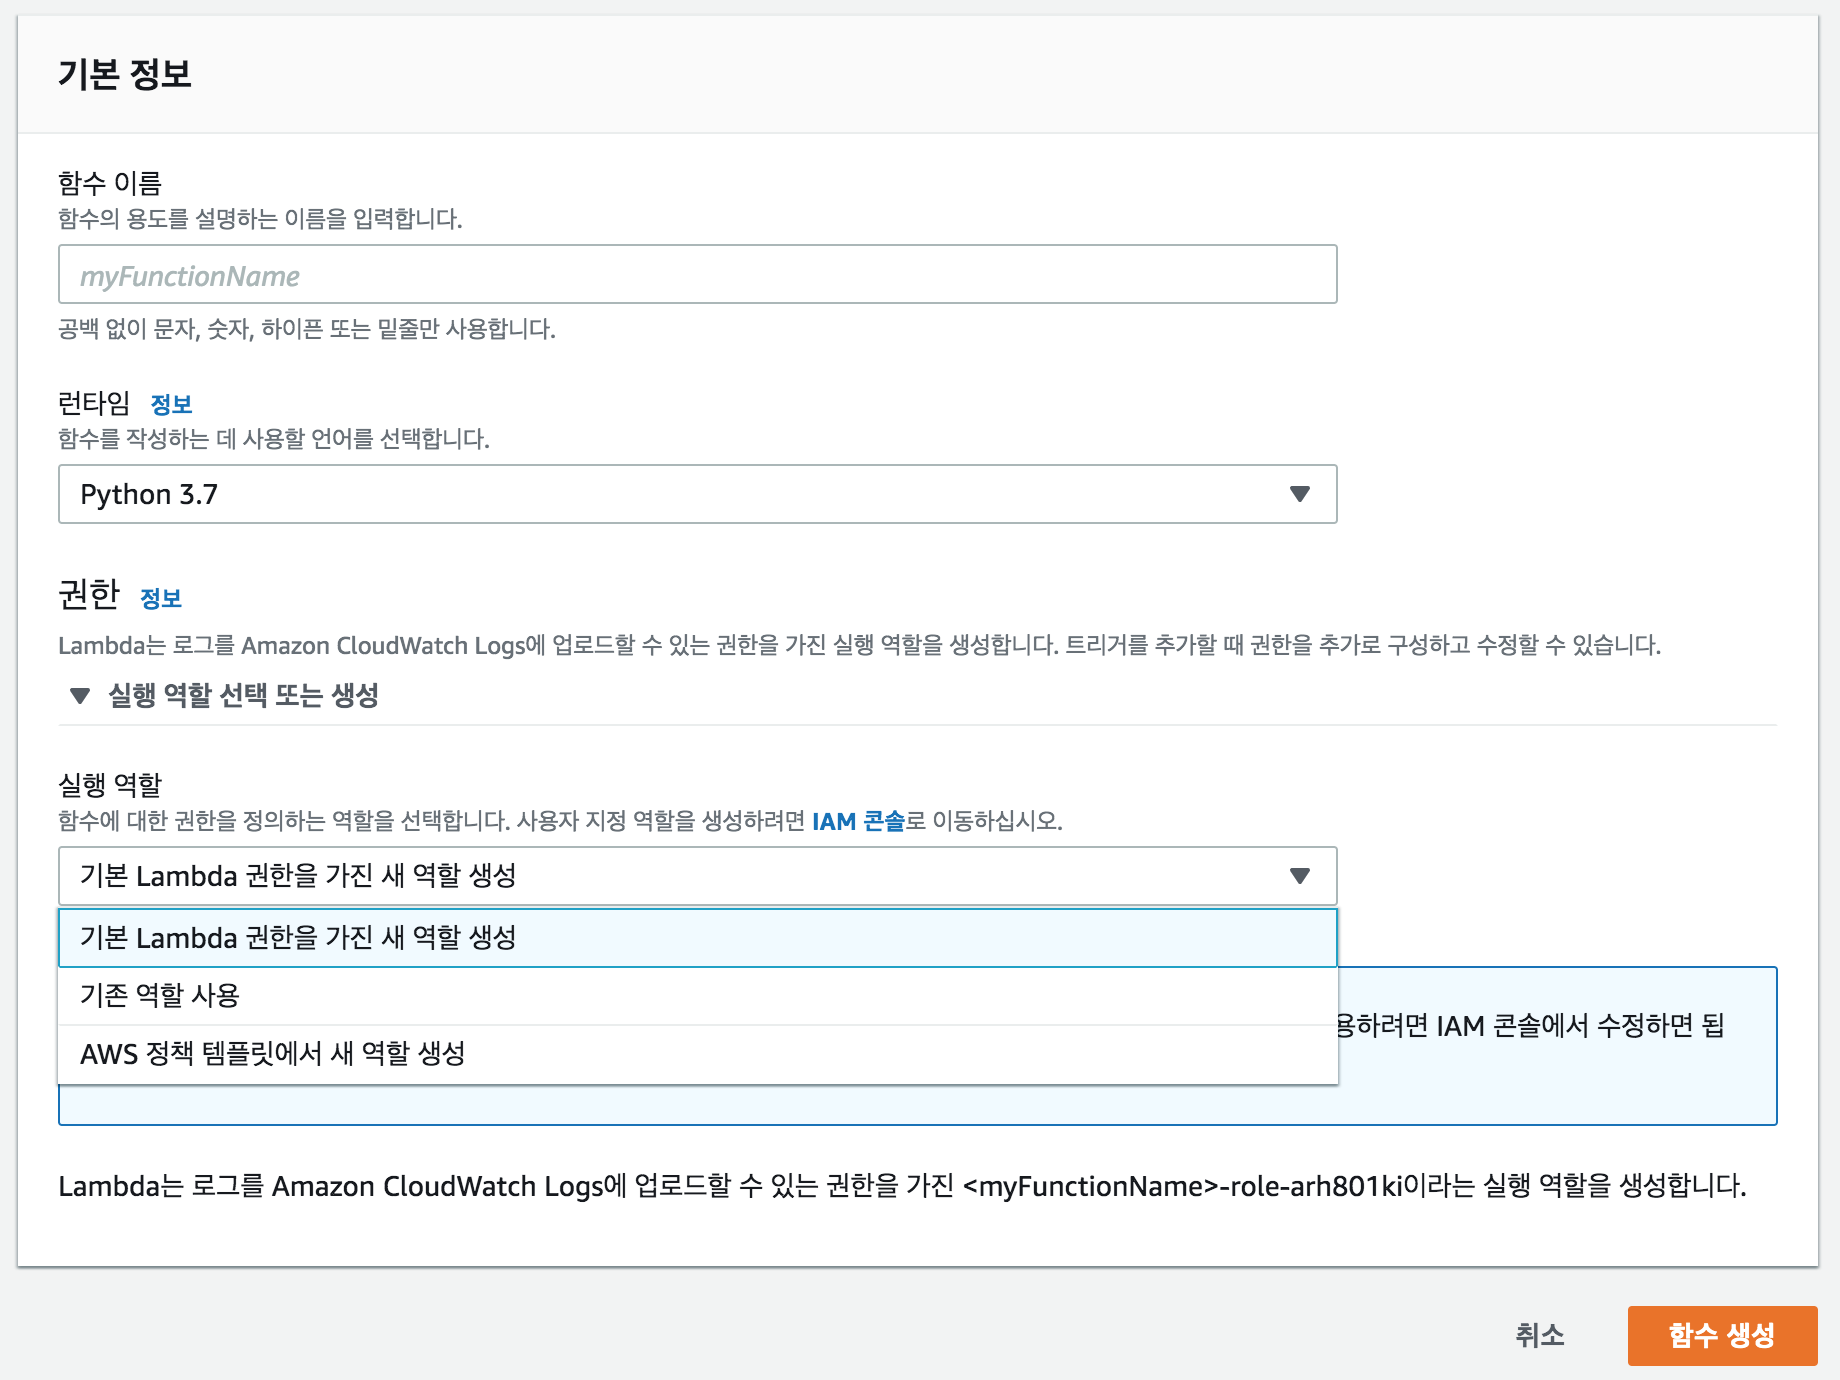 기본 정보
함수 이름
함수의 용도를 설명하는 이름을 입력합니다.
myFunctionName
공백 없이 문자, 숫자, 하이픈 또는 밑줄만 사용합니다.
런타임 정보
함수를 작성하는 데 사용할 언어를 선택합니다.
Python 3.7
권한 정보
Lambda는 로그를 Amazon CloudWatch Logs에 업로드할 수 있는 권한을 가진 실행 역할을 생성합니다. 트리거를 추가할 때 권한을 추가로 구성하고 수정할 수 있습니다.
실행 역할 선택 또는 생성
실행 역할
함수에 대한 권한을 정의하는 역할을 선택합니다. 사용자 지정 역할을 생성하려면 IAM 콘솔로 이동하십시오.
기본 Lambda 권한을 가진 새 역할 생성
기본 Lambda 권한을 가진 새 역할 생성
기존 역할 사용
용하려면 IAM 콘솔에서 수정하면 됩
AWS 정책 템플릿에서 새 역할 생성
Lambda는 로그를 Amazon CloudWatch Logs에 업로드할 수 있는 권한을 가진 <myFunctionName>-role-arh801ki이라는 실행 역할을 생성합니다.
취소 함수 생성